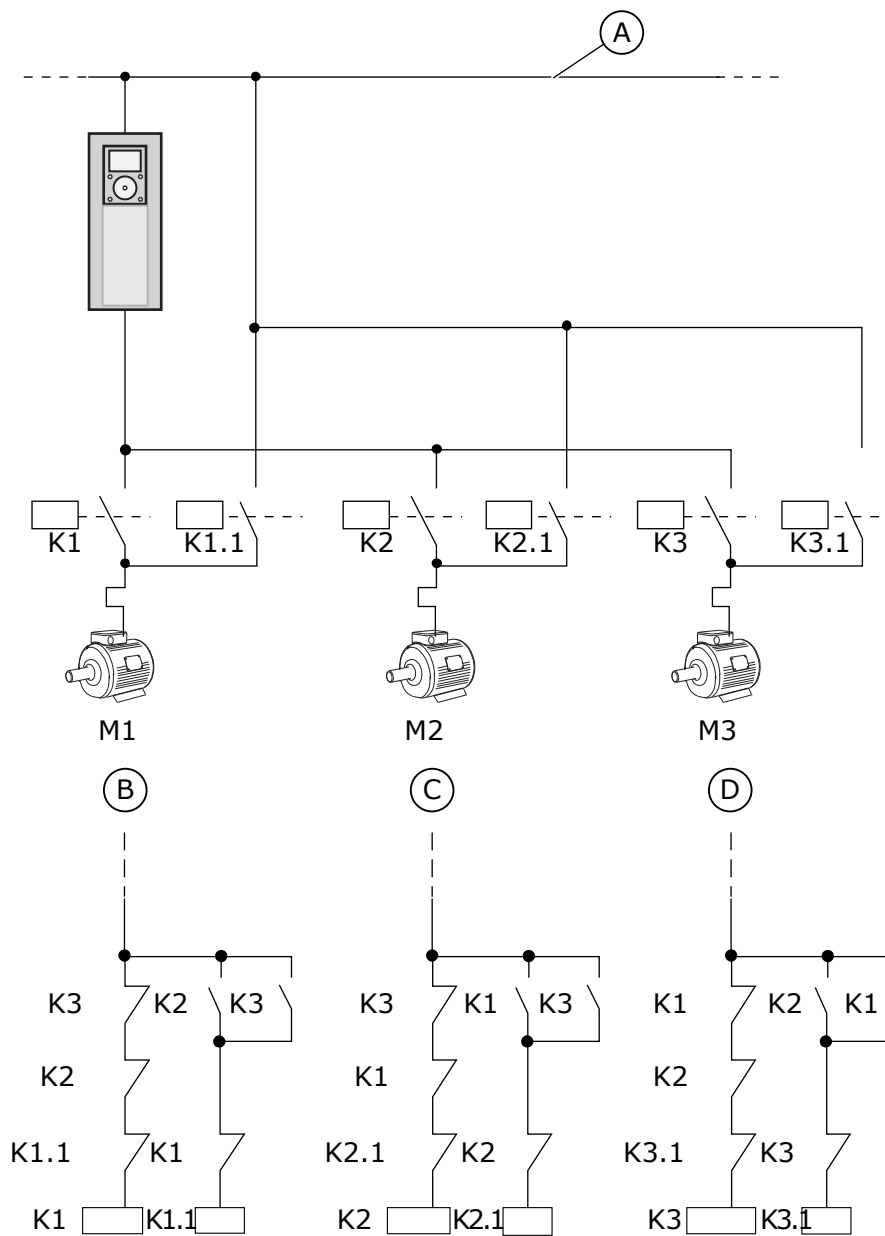 A
K1 K1.1 K2 K2.1 K3 K3.1
M1 M2 M3
B C D
K3 K2 K3 K3 K1 K3 K1 K2 K1
K2 K1 K2
K1.1 K1 K2.1 K2 K3.1 K3
K1 K1.1 K2 K2.1 K3 K3.1